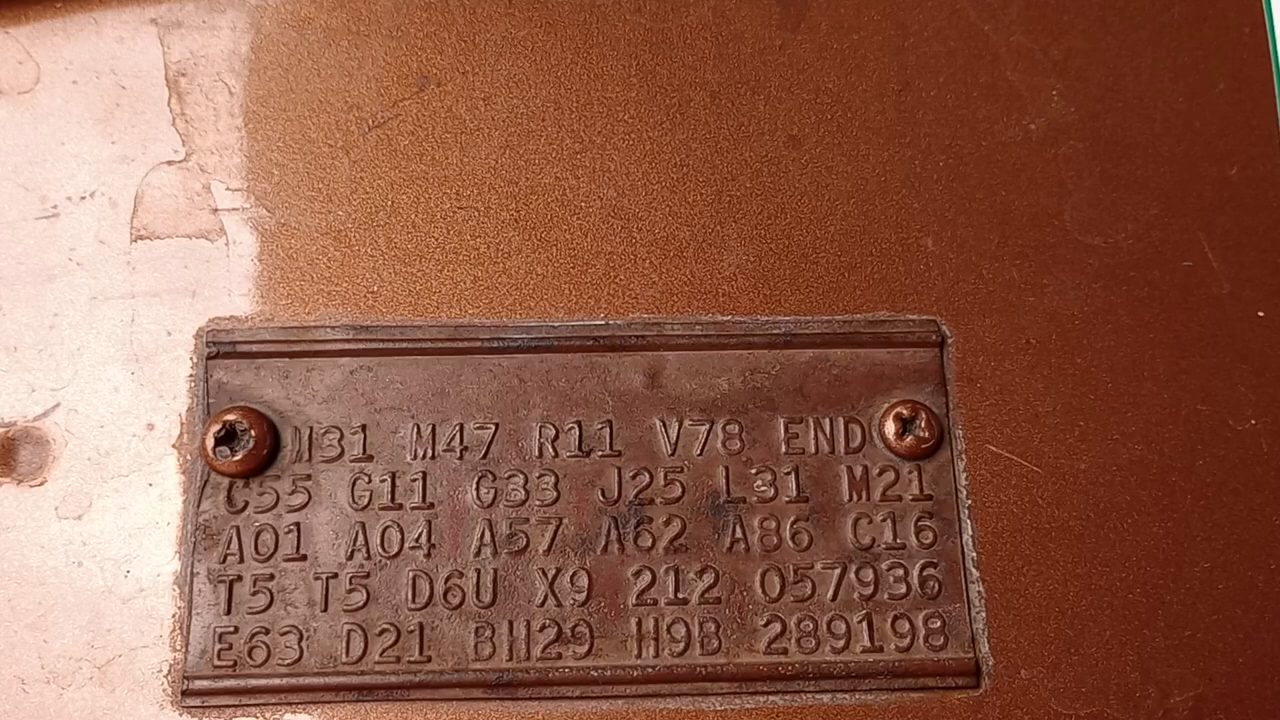 M31 M47 R11 V78 END
C55 G11 G33 J25 L31 M21
A01 A04 A57 A62 A86 C16
T5 T5 D6U X9 212 057936
E63 D21 BH29 H9B 289198